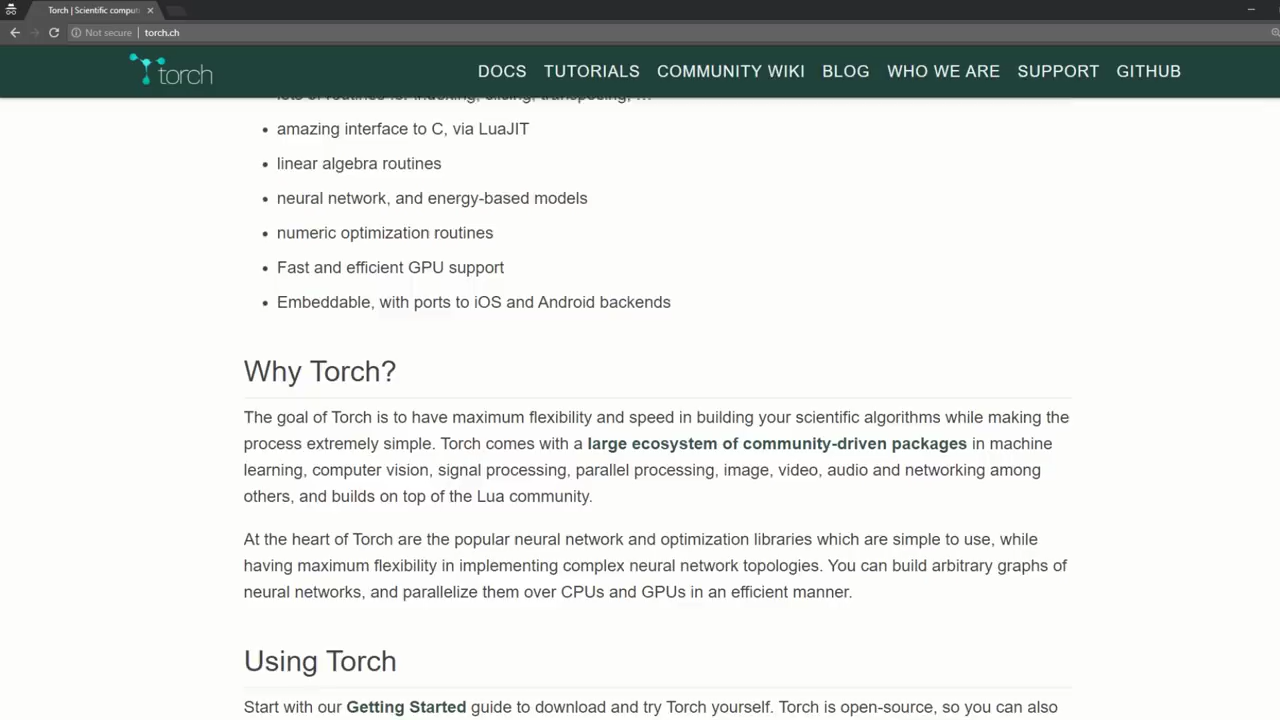 Torch | Scientific comput
Not secure | torch.ch
torch
DOCS TUTORIALS COMMUNITY WIKI BLOG WHO WE ARE SUPPORT GITHUB
lots of routines for indexing, slicing, transposing, …
• amazing interface to C, via LuaJIT
• linear algebra routines
• neural network, and energy-based models
• numeric optimization routines
• Fast and efficient GPU support
• Embeddable, with ports to iOS and Android backends
Why Torch?
The goal of Torch is to have maximum flexibility and speed in building your scientific algorithms while making the
process extremely simple. Torch comes with a large ecosystem of community-driven packages in machine
learning, computer vision, signal processing, parallel processing, image, video, audio and networking among
others, and builds on top of the Lua community.
At the heart of Torch are the popular neural network and optimization libraries which are simple to use, while
having maximum flexibility in implementing complex neural network topologies. You can build arbitrary graphs of
neural networks, and parallelize them over CPUs and GPUs in an efficient manner.
Using Torch
Start with our Getting Started guide to download and try Torch yourself. Torch is open-source, so you can also